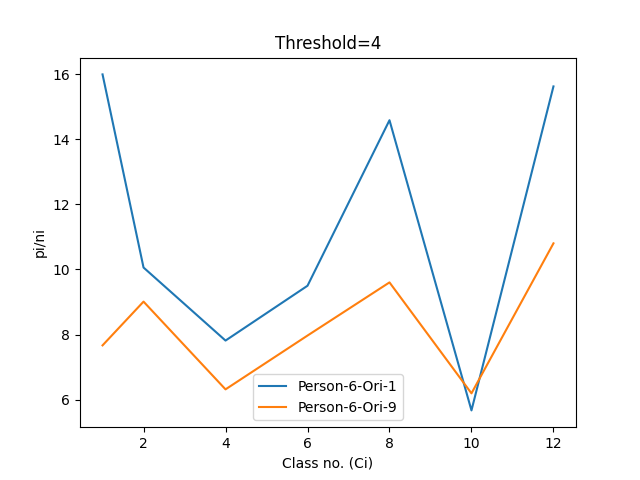 Threshold=4
16
14
12
10
8
6
pi/ni
2
4
6
8
10
12
Class no. (Ci)
Person-6-Ori-1
Person-6-Ori-9